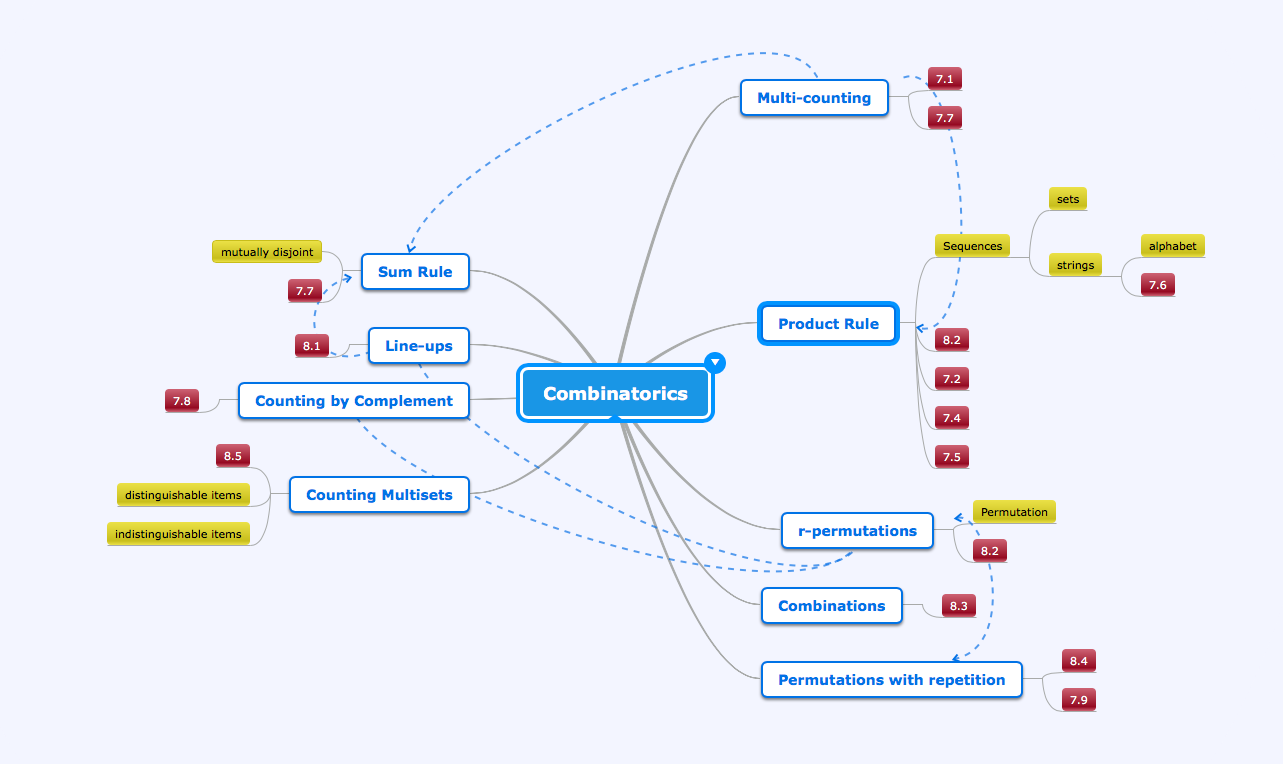 Multi-counting
7.1
7.7
sets
Sequences
strings
alphabet
7.6
mutually disjoint
Sum Rule
7.7
Product Rule
8.2
7.2
7.4
7.5
8.1
Line-ups
Combinatorics
7.8
Counting by Complement
8.5
distinguishable items
Counting Multisets
indistinguishable items
r-permutations
Permutation
8.2
Combinations
8.3
Permutations with repetition
8.4
7.9